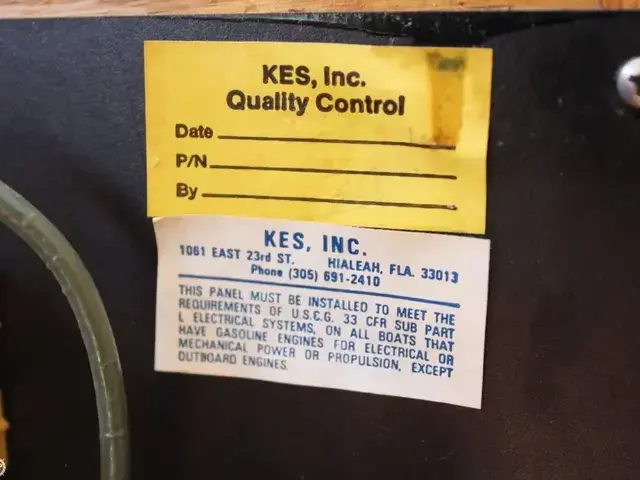 KES, Inc.
Quality Control
Date
P/N
By
KES, INC.
1061 EAST 23rd ST. HIALEAH, FLA. 33013
Phone (305) 691-2410
THIS PANEL MUST BE INSTALLED TO MEET THE
REQUIREMENTS OF U.S.C.G. 33 CFR SUB PART
I, ELECTRICAL SYSTEMS, ON ALL BOATS THAT
HAVE GASOLINE ENGINES FOR ELECTRICAL OR
MECHANICAL POWER OR PROPULSION, EXCEPT
OUTBOARD ENGINES.